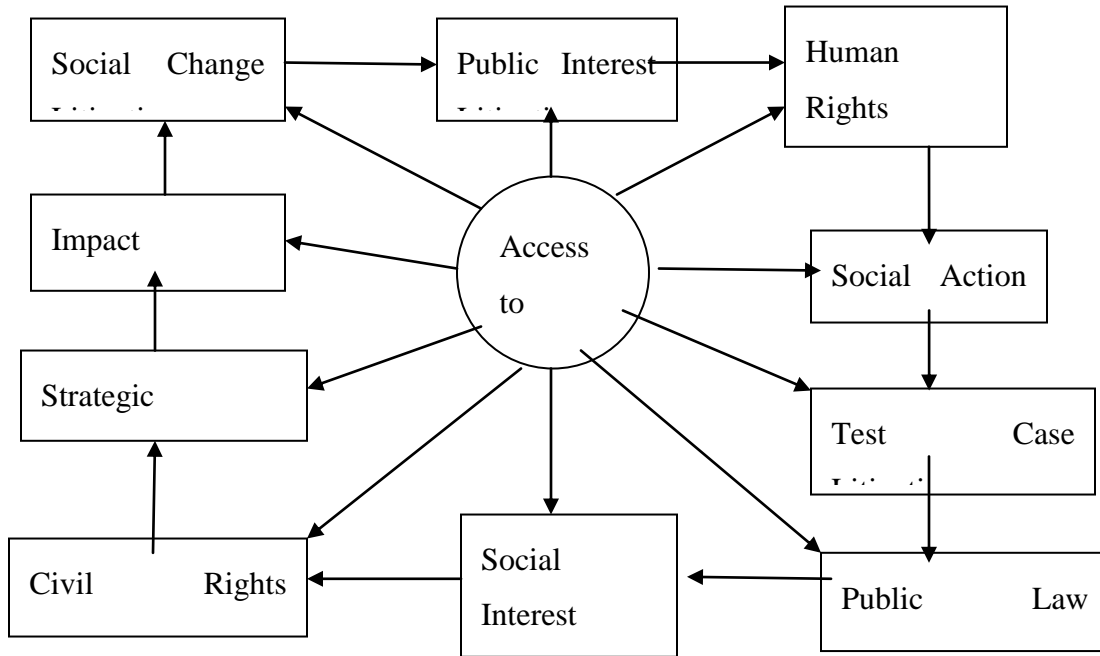 Social Change
Public Interest
Human
Rights
Impact
Access
to
Social Action
Strategic
Test Case
Civil Rights
Social
Interest
Public Law